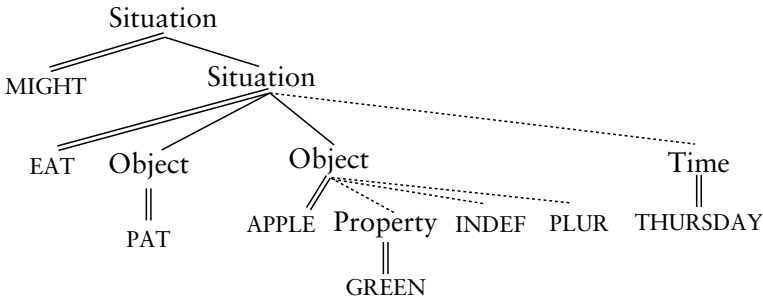 Situation
MIGHT
Situation
EAT Object Object Time
PAT APPLE Property INDEF PLUR THURSDAY
GREEN